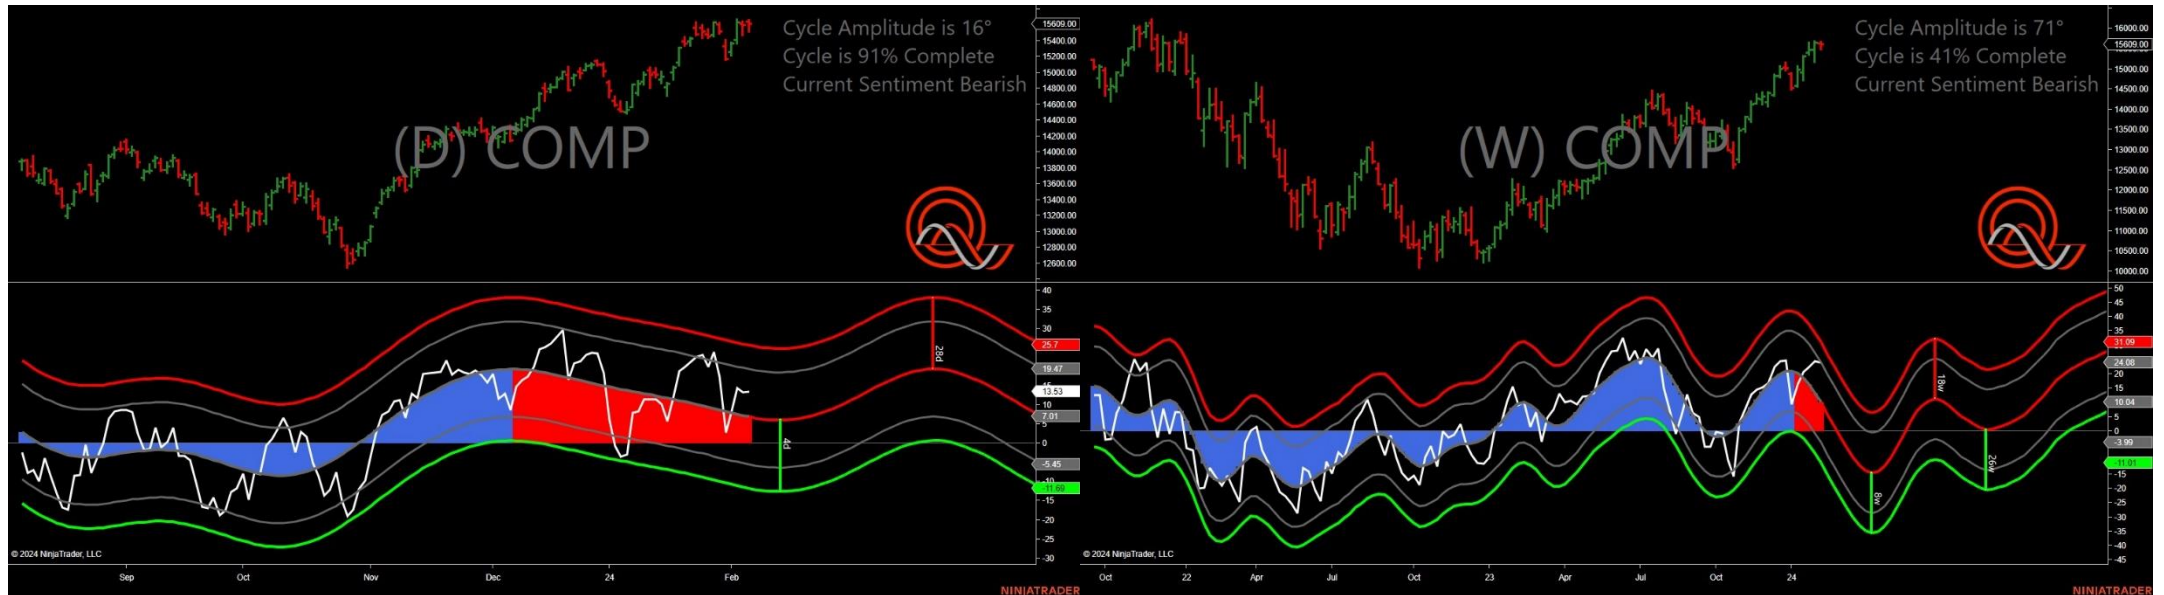 Cycle Amplitude is 16°
Cycle is 91% Complete
Current Sentiment Bearish
(D) COMP
15609.00
15400.00
15000.00
14600.00
14400.00
14200.00
14000.00
13800.00
13600.00
13400.00
13200.00
13000.00
12800.00
12600.00
40
35
30
25.7
19.47
15
13.53
10
7.01
0
-5.45
-10
-11.69
-15
-20
-25
-30
28d
4d
© 2024 NinjaTrader, LLC
Sep
Oct
Nov
Dec
24
Feb
NINJATRADER
Cycle Amplitude is 71°
Cycle is 41% Complete
Current Sentiment Bearish
(W) COMP
16000.00
15609.00
15000.00
14500.00
14000.00
13500.00
13000.00
12500.00
12000.00
11500.00
11000.00
10500.00
10000.00
50
45
40
35
31.09
24.08
20
15
10.04
5
0
-3.99
-11.01
-15
-20
-25
-30
-35
-40
-45
18w
8w
26w
© 2024 NinjaTrader, LLC
Oct
22
Apr
Jul
Oct
23
Apr
Jul
Oct
24
NINJATRADER